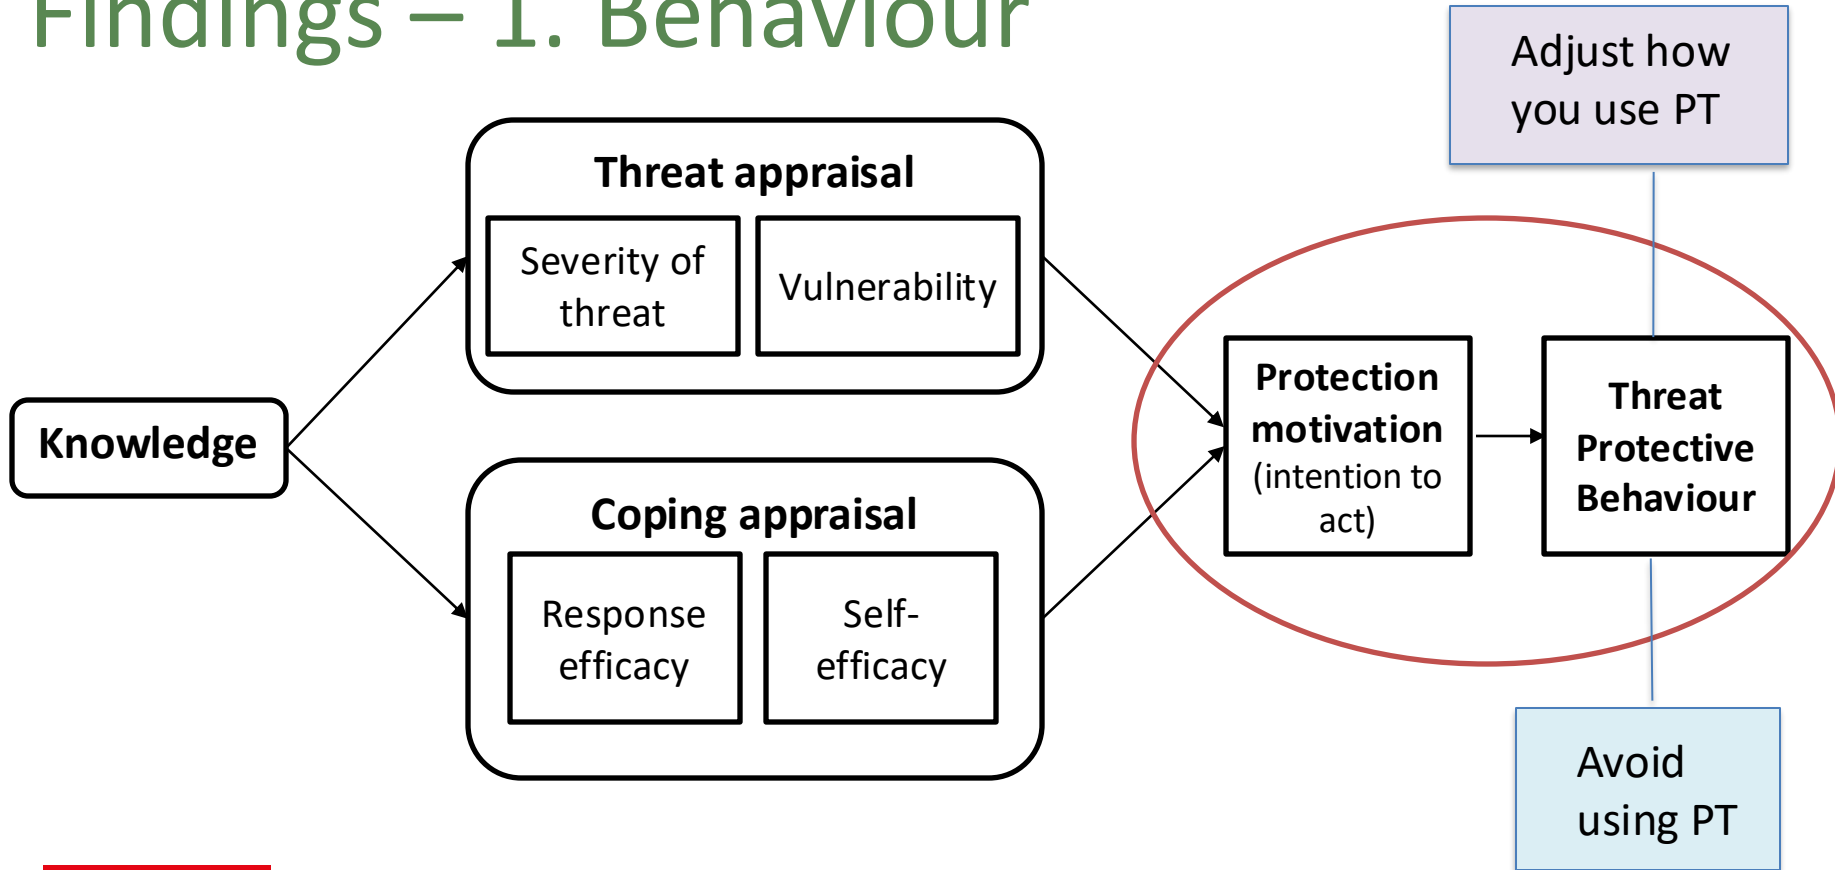 Findings – 1. Behaviour
Adjust how
you use PT
Threat appraisal
Severity of
threat
Vulnerability
Knowledge
Coping appraisal
Response
efficacy
Self-
efficacy
Protection
motivation
(intention to
act)
Threat
Protective
Behaviour
Avoid
using PT